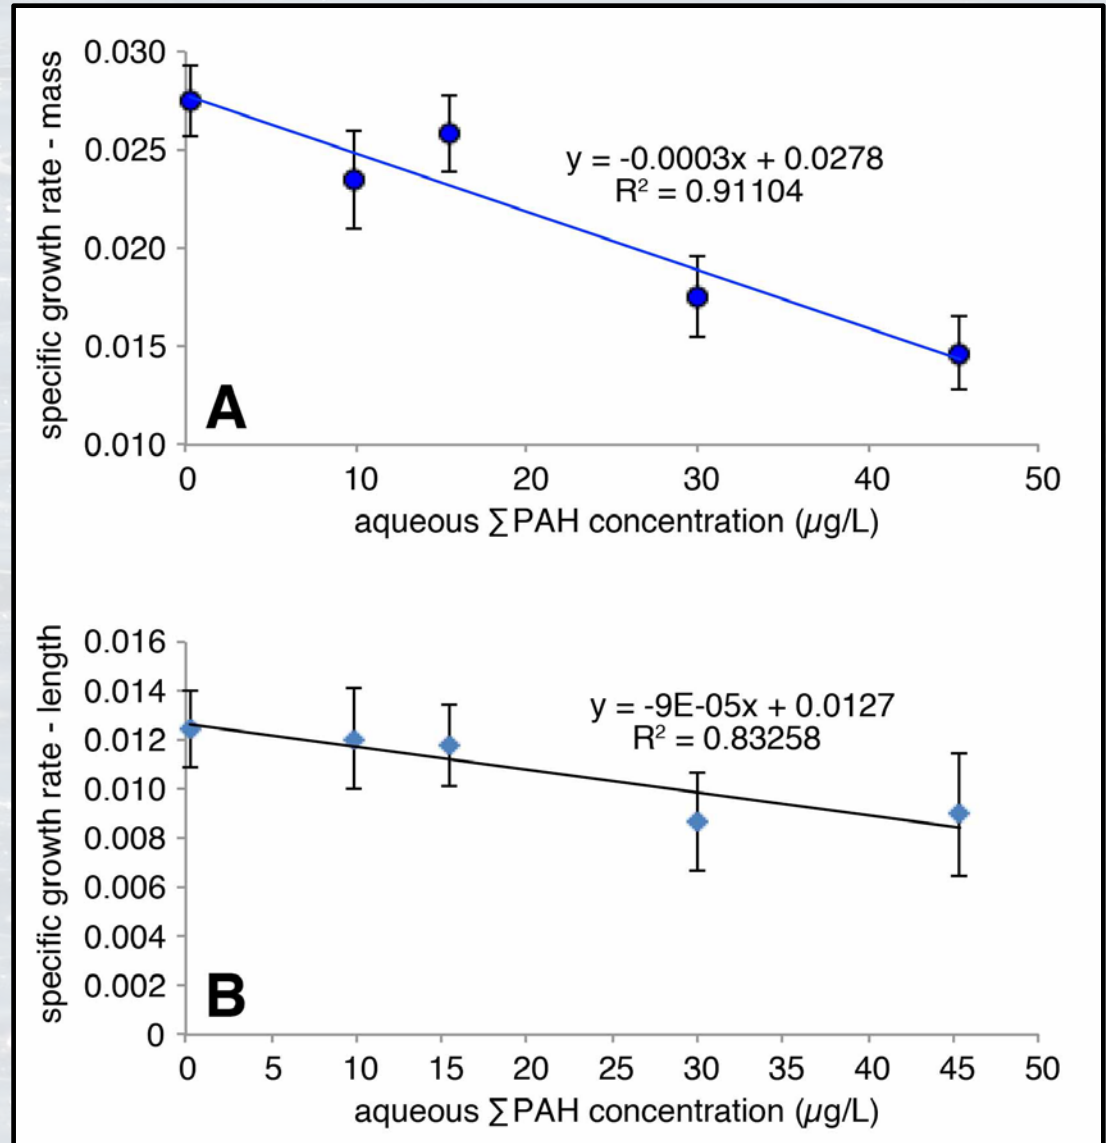 specific growth rate - mass
0.030
0.025
0.020
0.015
0.010
y = -0.0003x + 0.0278
R² = 0.91104
A
0 10 20 30 40 50
aqueous ∑PAH concentration (µg/L)
specific growth rate - length
0.016
0.014
0.012
0.010
0.008
0.006
0.004
0.002
0
y = -9E-05x + 0.0127
R² = 0.83258
B
0 5 10 15 20 25 30 35 40 45 50
aqueous ∑PAH concentration (µg/L)